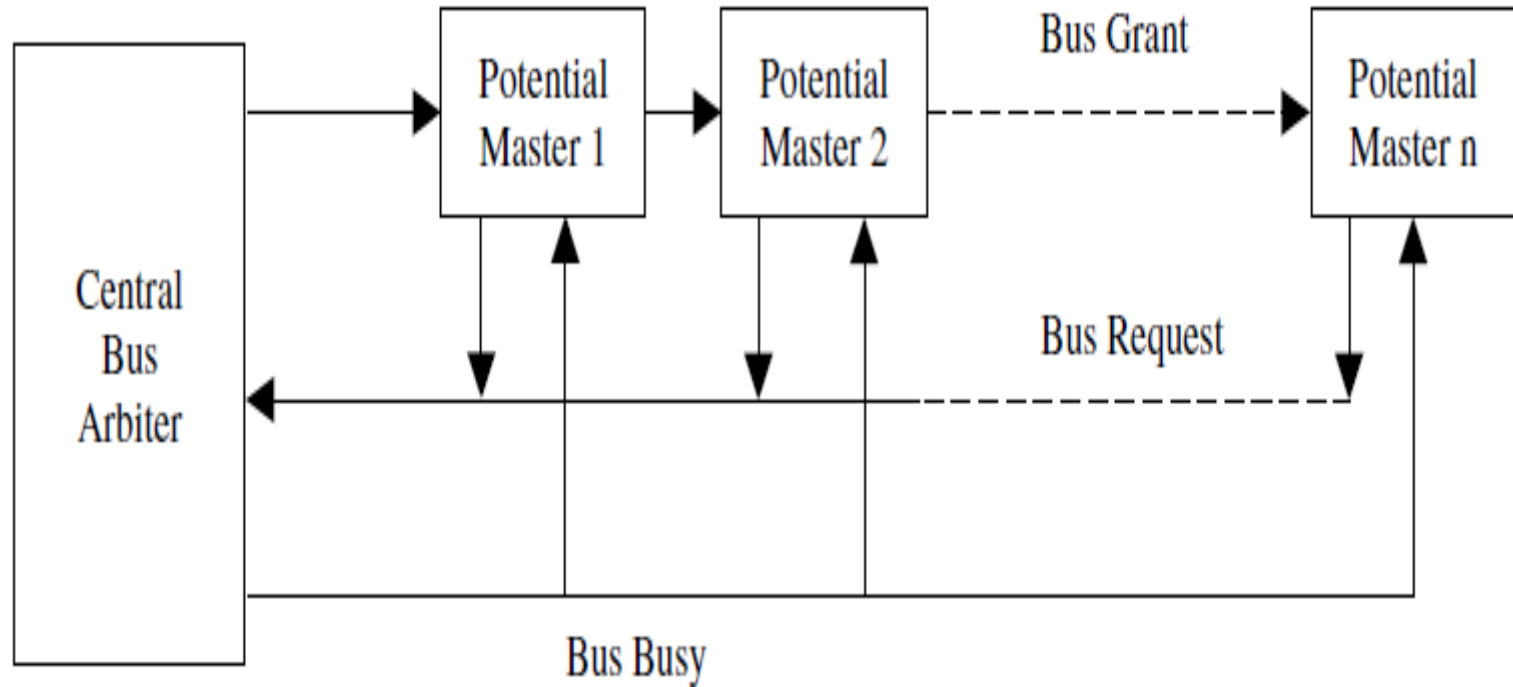 Potential
Master 1
Potential
Master 2
Bus Grant
Potential
Master n
Central
Bus
Arbiter
Bus Request
Bus Busy